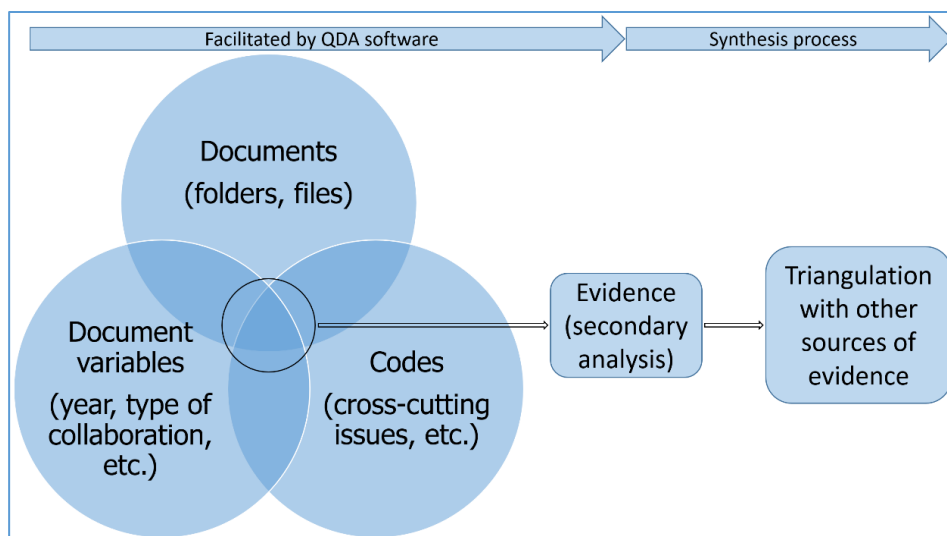 Facilitated by QDA software
Synthesis process
Documents
(folders, files)
Document
variables
(year, type of
collaboration,
etc.)
Codes
(cross-cutting
issues, etc.)
Evidence
(secondary
analysis)
Triangulation
with other
sources of
evidence